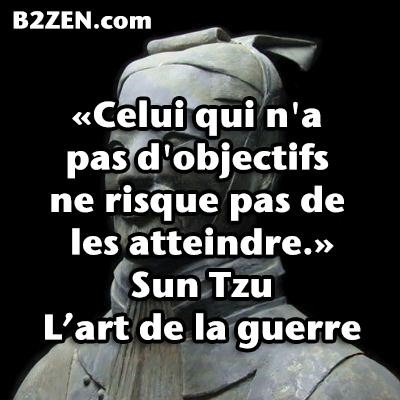 B2ZEN.com
«Celui qui n'a
pas d'objectifs
ne risque pas de
les atteindre.»
Sun Tzu
L’art de la guerre